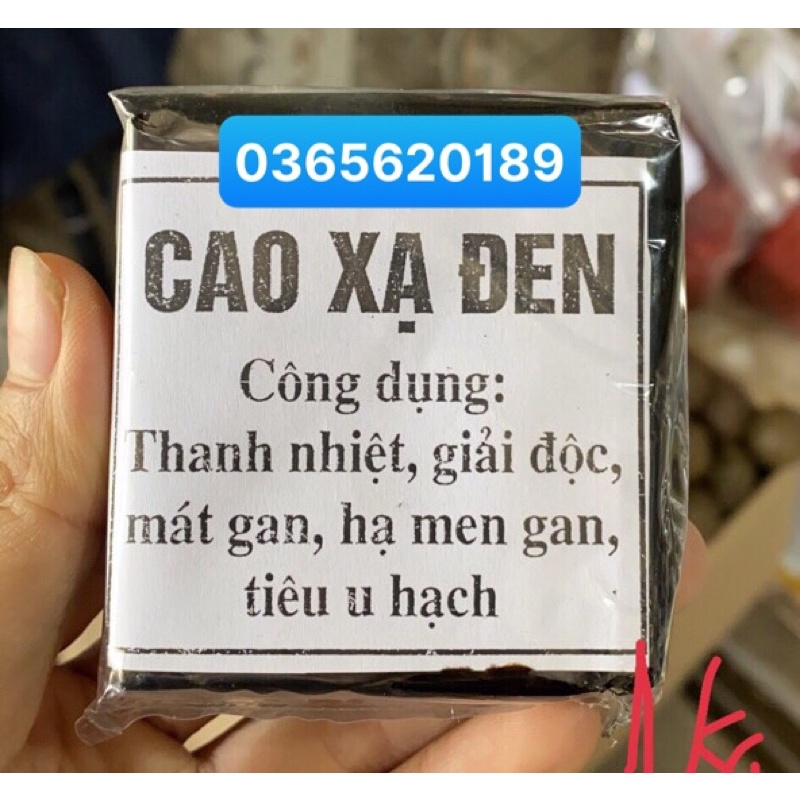 0365620189
CAO XẠ ĐEN
Công dụng:
Thanh nhiệt, giải độc,
mát gan, hạ men gan,
tiêu u hạch